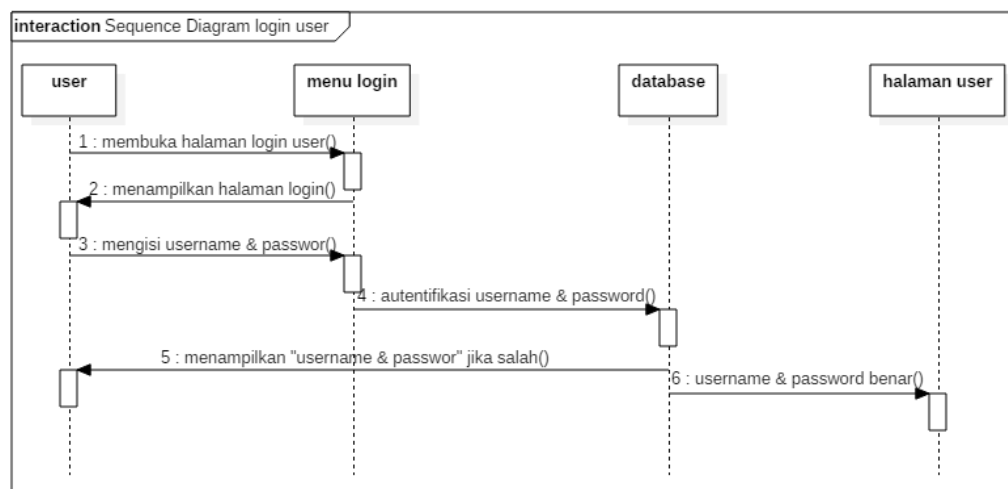 interaction Sequence Diagram login user
user
menu login
database
halaman user
1 : membuka halaman login user()
2 : menampilkan halaman login()
3 : mengisi username & passwor()
4 : autentifikasi username & password()
5 : menampilkan "username & passwor" jika salah()
6 : username & password benar()